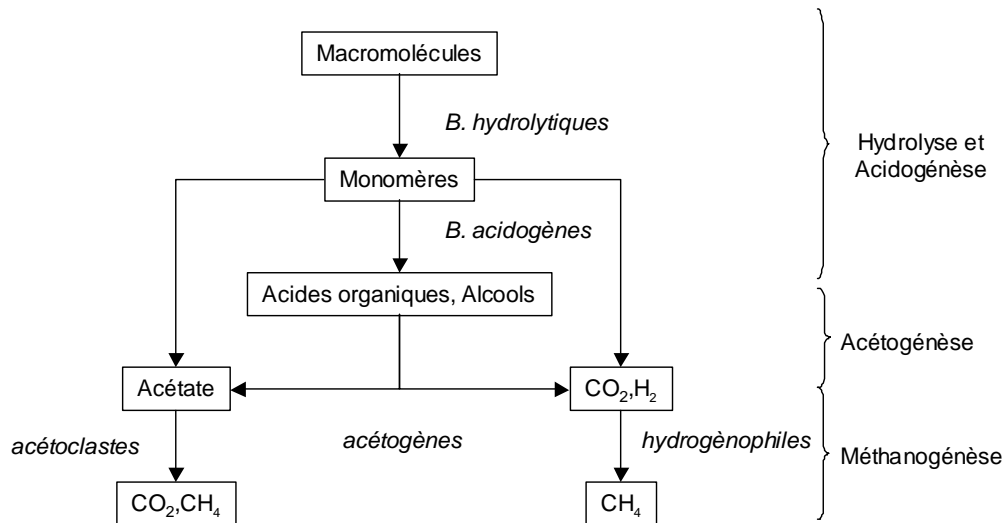 Macromolécules
B. hydrolytiques
Hydrolyse et
Acidogénèse
Monomères
B. acidogènes
Acides organiques, Alcools
Acétogénèse
Acétate
CO₂,H₂
acétoclastes
acétogènes
hydrogènophiles
Méthanogénèse
CO₂,CH₄
CH₄